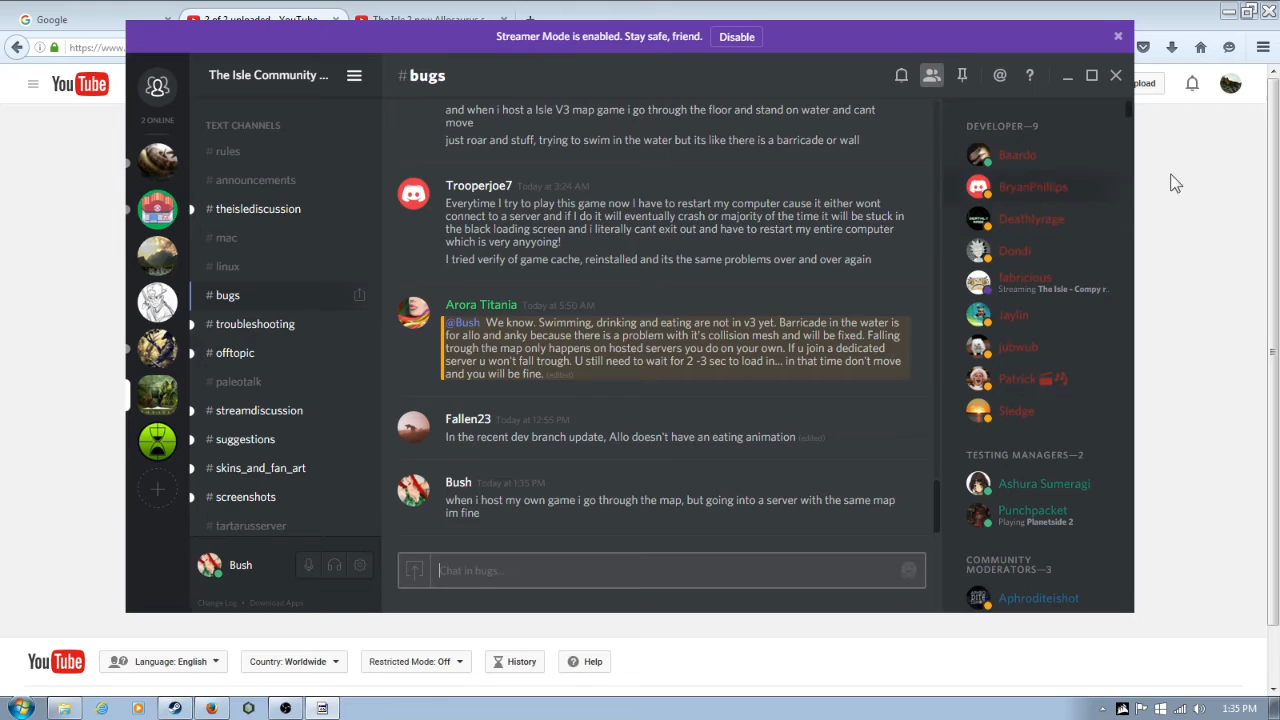 Google
Streamer Mode is enabled. Stay safe, friend.
Disable
https://www.
The Isle Community ...
#bugs
YouTube
pload
2 ONLINE
TEXT CHANNELS
# rules
# announcements
# theislediscussion
# mac
# linux
# bugs
# troubleshooting
# offtopic
# paleotalk
# streamdiscussion
# suggestions
# skins_and_fan_art
# screenshots
# tartarusserver
Bush
Change Log • Download Apps
and when i host a Isle V3 map game i go through the floor and stand on water and cant
move
just roar and stuff, trying to swim in the water but its like there is a barricade or wall
Trooperjoe7 Today at 3:24 AM
Everytime I try to play this game now I have to restart my computer cause it either wont
connect to a server and if I do it will eventually crash or majority of the time it will be stuck in
the black loading screen and i literally cant exit out and have to restart my entire computer
which is very anyyoing!
I tried verify of game cache, reinstalled and its the same problems over and over again
Arora Titania Today at 5:50 AM
@Bush We know. Swimming, drinking and eating are not in v3 yet. Barricade in the water is
for allo and anky because there is a problem with it's collision mesh and will be fixed. Falling
trough the map only happens on hosted servers you do on your own. If u join a dedicated
server u won't fall trough. U still need to wait for 2 -3 sec to load in... in that time don't move
and you will be fine. (edited)
Fallen23 Today at 12:55 PM
In the recent dev branch update, Allo doesn't have an eating animation (edited)
Bush Today at 1:35 PM
when i host my own game i go through the map, but going into a server with the same map
im fine
Chat in bugs...
DEVELOPER—9
Baardo
BryanPhillips
Deathlyrage
Dondi
fabricious
Streaming The Isle - Compy r.
Jaylin
juowub
Patrick
Sledge
TESTING MANAGERS—2
Ashura Sumeragi
Punchpacket
Playing Planetside 2
COMMUNITY
MODERATORS—3
Aphroditeishot
YouTube
Language: English
Country: Worldwide
Restricted Mode: Off
History
Help
1:35 PM